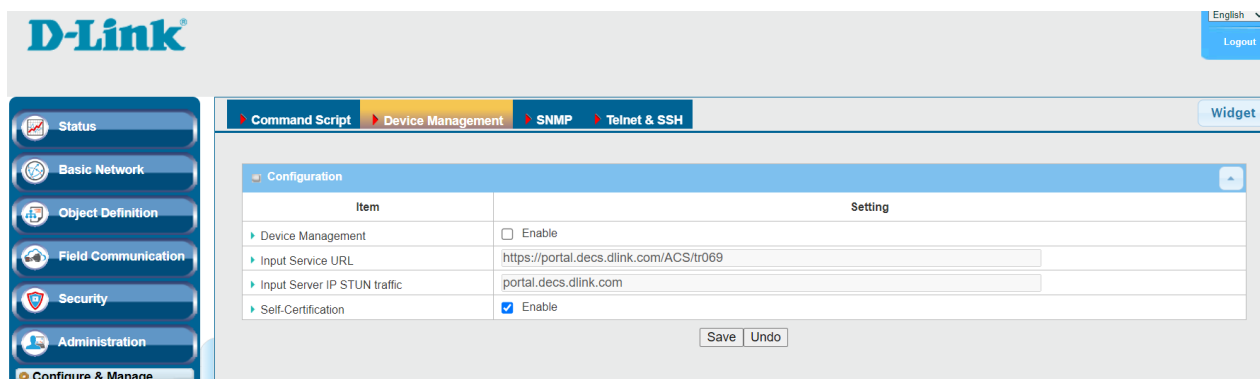 English
D-Link
Logout
Command Script
Device Management
SNMP
Telnet & SSH
Widget
Status
Basic Network
Object Definition
Field Communication
Security
Administration
Configure & Manage
Configuration
Item Setting
Device Management Enable
Input Service URL https://portal.decs.dlink.com/ACS/tr069
Input Server IP STUN traffic portal.decs.dlink.com
Self-Certification Enable
Save Undo